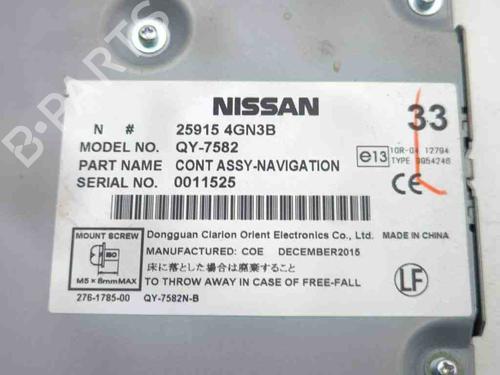 B-PARTS
NISSAN
33
N # 25915 4GN3B
MODEL NO. QY-7582
PART NAME CONT ASSY-NAVIGATION
SERIAL NO. 0011525
e13
10R-04 12794
TYPE 9954246
CE
MOUNT SCREW
ISO
M5 × 8mmMAX
Dongguan Clarion Orient Electronics Co., Ltd. MADE IN CHINA
MANUFACTURED: COE DECEMBER2015
床に落とした場合は廃棄すること
TO THROW AWAY IN CASE OF FREE-FALL
LF
276-1785-00 QY-7582N-B